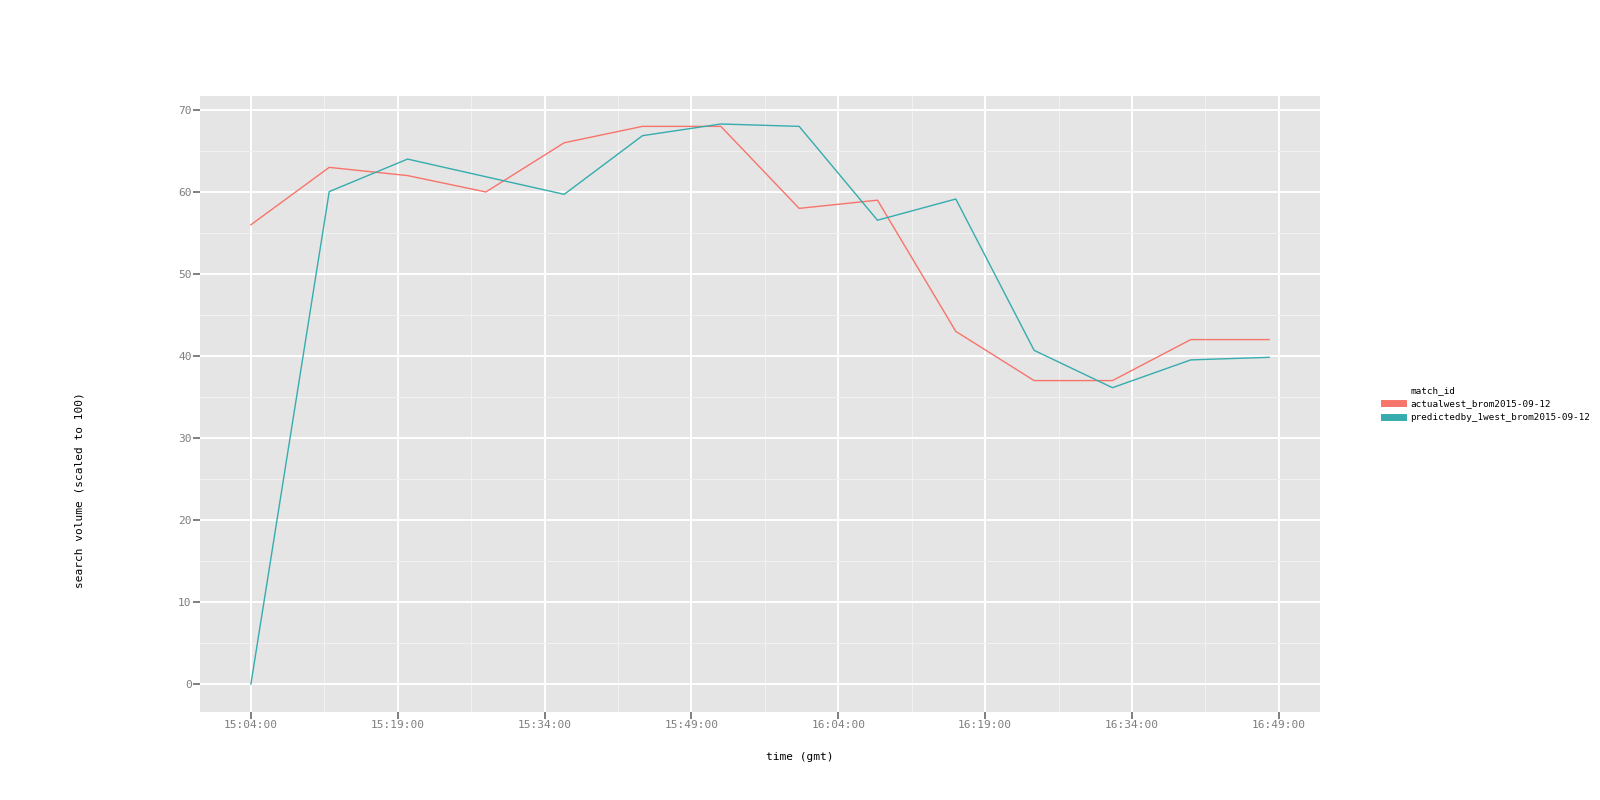 70
60
50
40
30
20
10
0
search volume (scaled to 100)
15:04:00 15:19:00 15:34:00 15:49:00 16:04:00 16:19:00 16:34:00 16:49:00
time (gmt)
match_id
actualwest_brom2015-09-12
predictedby_1west_brom2015-09-12